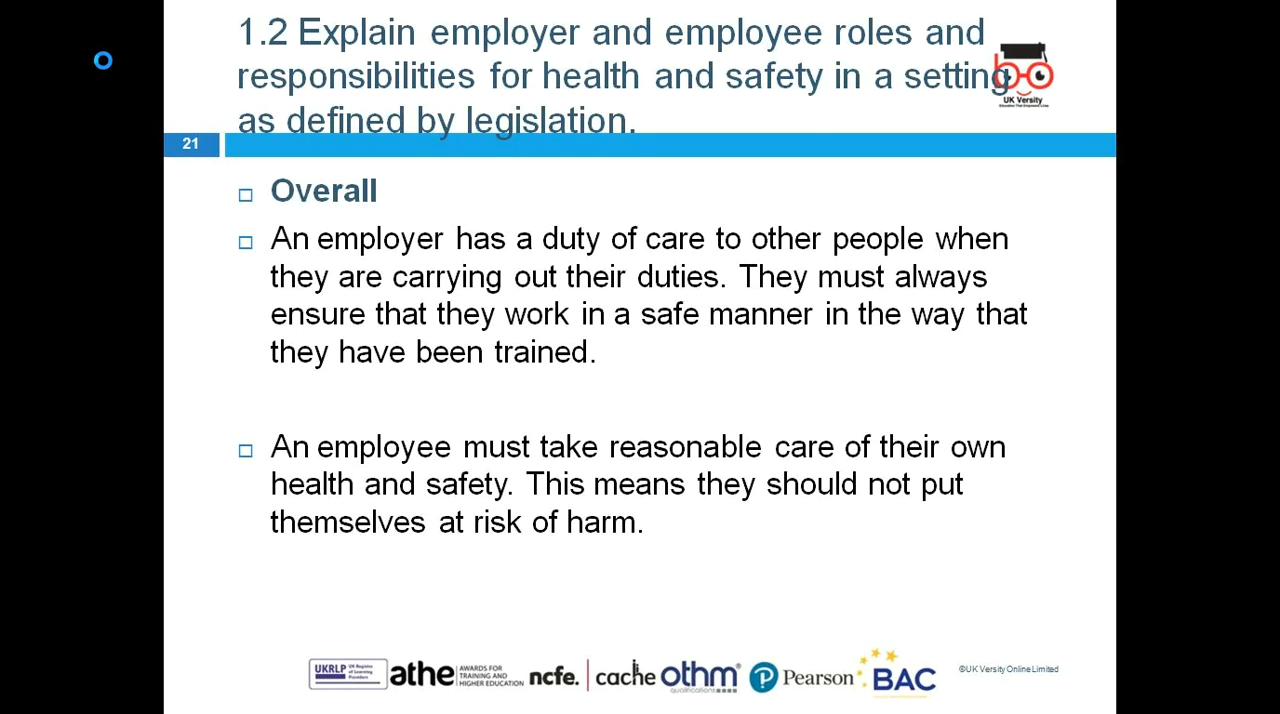 1.2 Explain employer and employee roles and
responsibilities for health and safety in a setting
as defined by legislation.
UK Versity
21
Overall
An employer has a duty of care to other people when
they are carrying out their duties. They must always
ensure that they work in a safe manner in the way that
they have been trained.
An employee must take reasonable care of their own
health and safety. This means they should not put
themselves at risk of harm.
UKRLP UK Register of Learning Providers
athe AWARDS FOR TRAINING AND HIGHER EDUCATION
ncfe.
cache
othm qualifications
Pearson
BAC
©UK Versity Online Limited